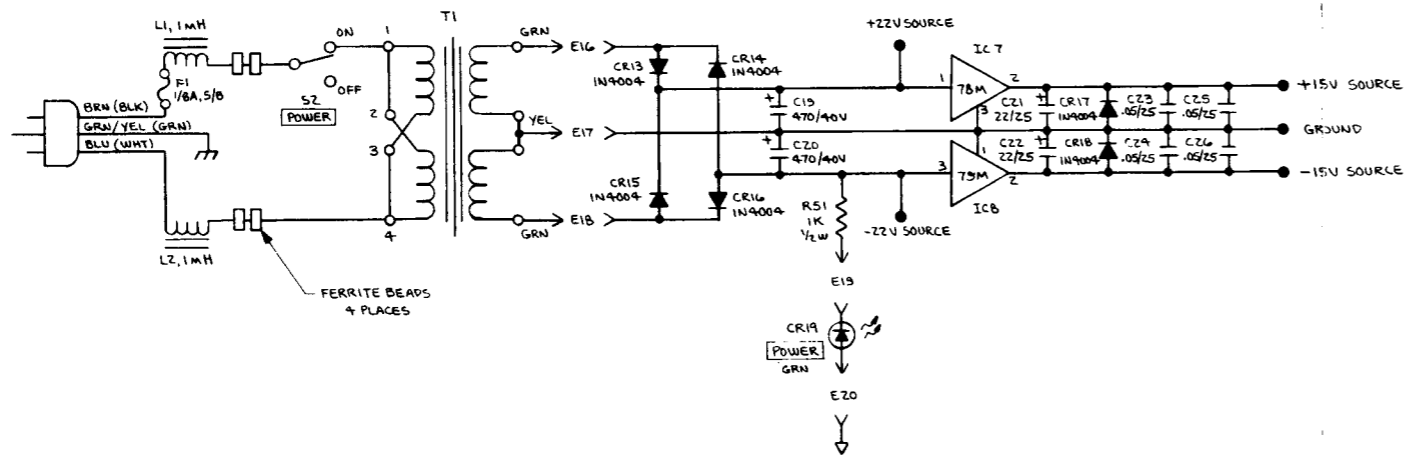 L1, 1mH
ON
OFF
S2
POWER
F1
1/8A, S/B
BRN (BLK)
GRN/YEL (GRN)
BLU (WHT)
L2, 1mH
FERRITE BEADS
4 PLACES
T1
1
2
3
4
GRN
YEL
GRN
E16
E17
E18
CR13
1N4004
CR14
1N4004
CR15
1N4004
CR16
1N4004
+
C19
470/40V
+
C20
470/40V
+22V SOURCE
-22V SOURCE
R51
1K
1/2W
E19
CR19
POWER
GRN
E20
IC7
1
78M
2
3
1
3
79M
2
IC8
C21
22/25
+
CR17
1N4004
C23
.05/25
C25
.05/25
C22
22/25
+
CR18
1N4004
C24
.05/25
C26
.05/25
+15V SOURCE
GROUND
-15V SOURCE